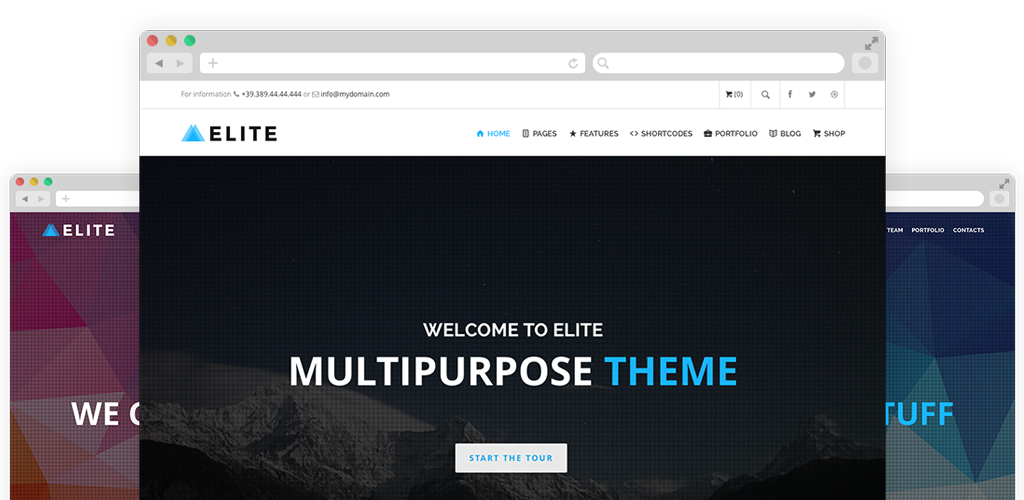 For information +39.389.44.44.444 or info@mydomain.com
(0)
ELITE
HOME PAGES FEATURES SHORTCODES PORTFOLIO BLOG SHOP
WELCOME TO ELITE
MULTIPURPOSE THEME
START THE TOUR
ELITE
WE
TEAM PORTFOLIO CONTACTS
TUFF